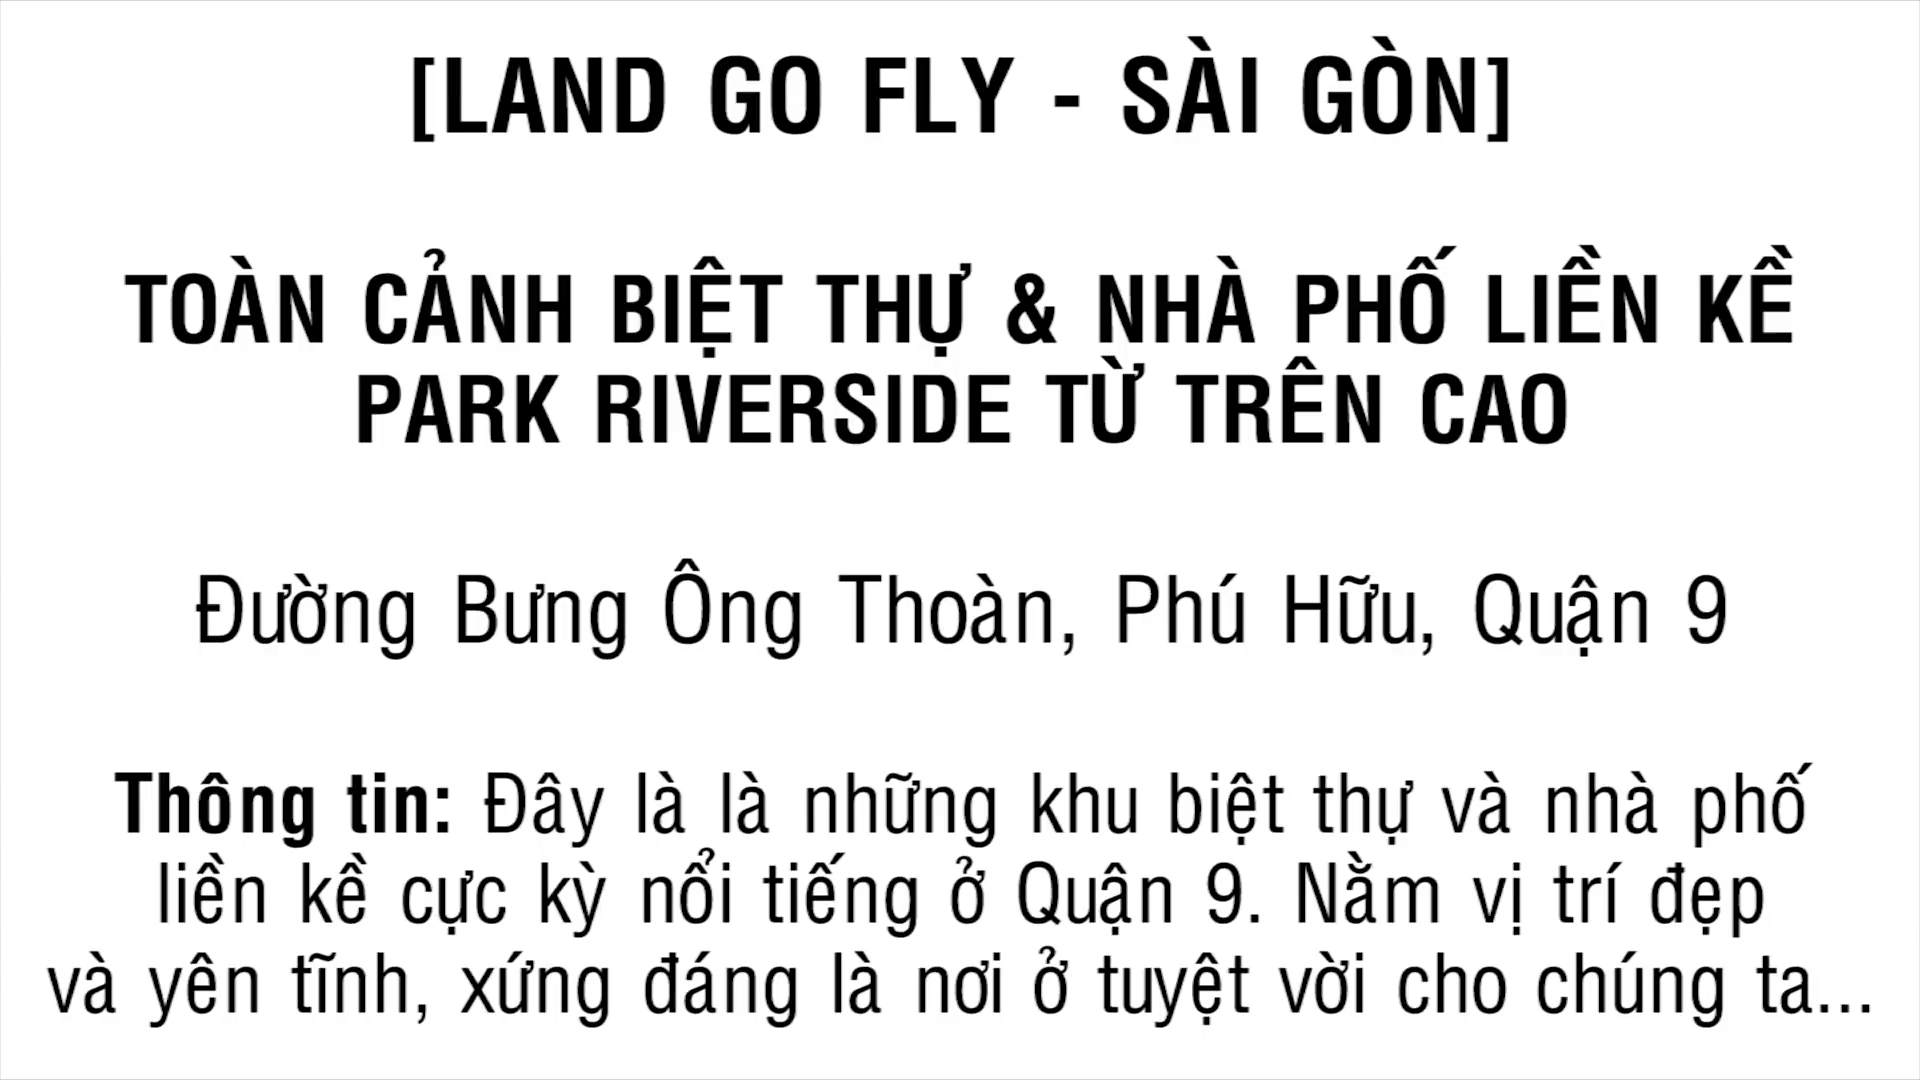 [LAND GO FLY - SÀI GÒN]
TOÀN CẢNH BIỆT THỰ & NHÀ PHỐ LIỀN KỀ
PARK RIVERSIDE TỪ TRÊN CAO
Đường Bưng Ông Thoàn, Phú Hữu, Quận 9
Thông tin: Đây là là những khu biệt thự và nhà phố
liền kề cực kỳ nổi tiếng ở Quận 9. Nằm vị trí đẹp
và yên tĩnh, xứng đáng là nơi ở tuyệt vời cho chúng ta...